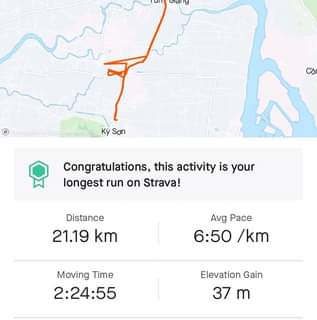 Kỳ Sơn
Congratulations, this activity is your
longest run on Strava!
Distance
Avg Pace
21.19 km
6:50 /km
Moving Time
Elevation Gain
2:24:55
37 m